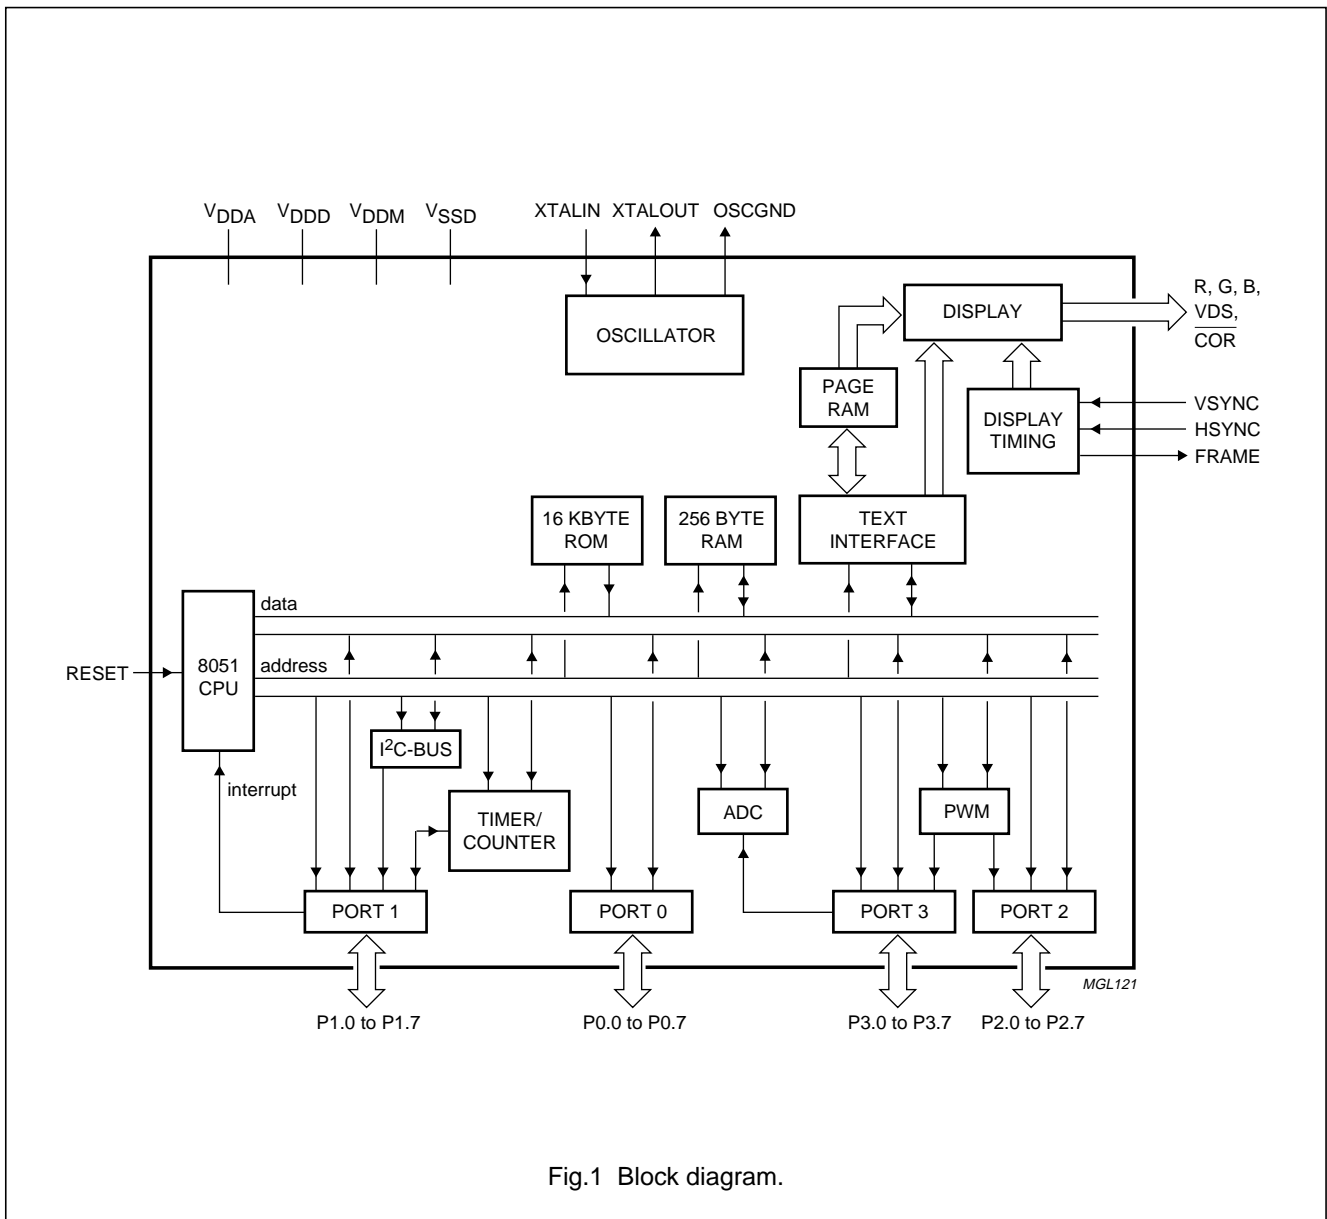 VDDA VDDD VDDM VSSD XTALIN XTALOUT OSCGND
R, G, B,
VDS,
COR
DISPLAY
OSCILLATOR
PAGE
RAM
DISPLAY
TIMING
VSYNC
HSYNC
FRAME
16 KBYTE
ROM
256 BYTE
RAM
TEXT
INTERFACE
data
address
RESET
8051
CPU
I2C-BUS
interrupt
TIMER/
COUNTER
ADC
PWM
PORT 1
PORT 0
PORT 3
PORT 2
MGL121
P1.0 to P1.7
P0.0 to P0.7
P3.0 to P3.7
P2.0 to P2.7
Fig.1 Block diagram.